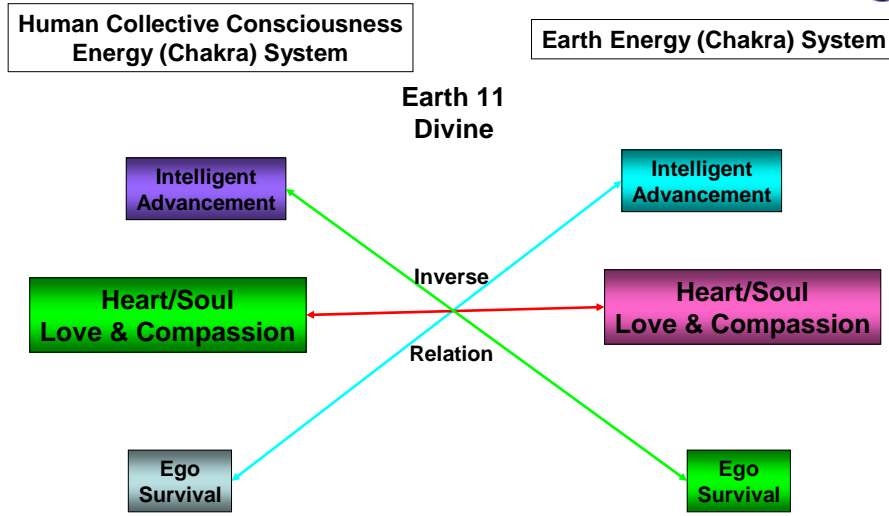 Human Collective Consciousness
Energy (Chakra) System
Earth Energy (Chakra) System
Earth 11
Divine
Intelligent
Advancement
Intelligent
Advancement
Inverse
Heart/Soul
Love & Compassion
Heart/Soul
Love & Compassion
Relation
Ego
Survival
Ego
Survival